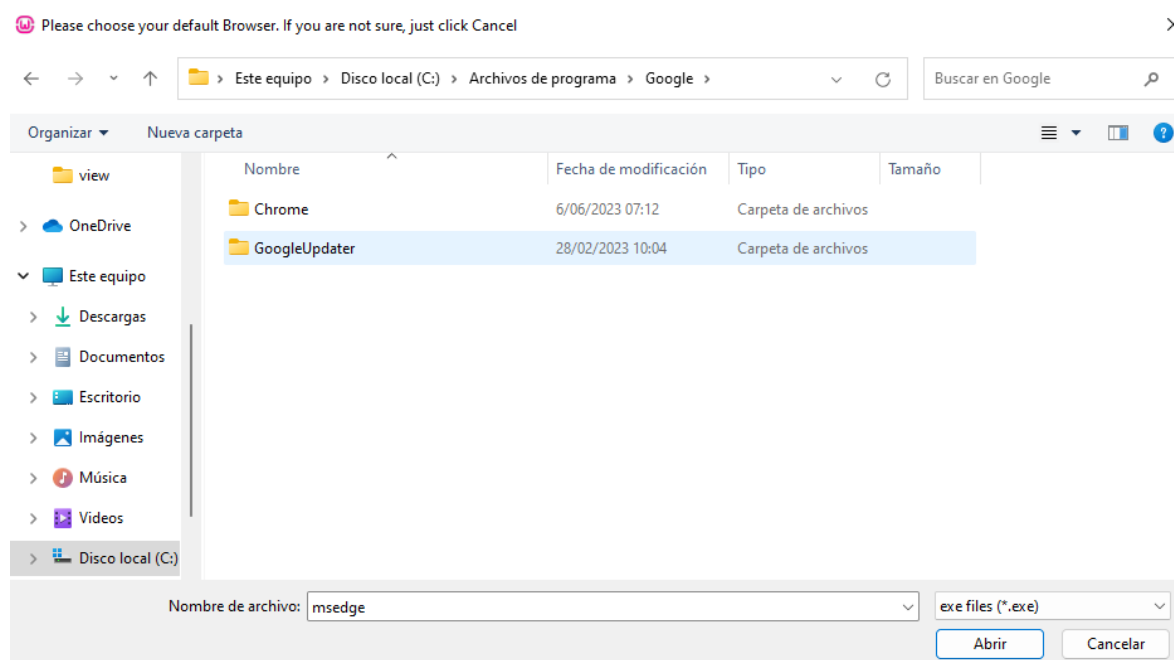 Please choose your default Browser. If you are not sure, just click Cancel
Este equipo > Disco local (C:) > Archivos de programa > Google >
Buscar en Google
Organizar
Nueva carpeta
Nombre
Fecha de modificación
Tipo
Tamaño
view
OneDrive
Este equipo
Descargas
Documentos
Escritorio
Imágenes
Música
Videos
Disco local (C:)
Chrome 6/06/2023 07:12 Carpeta de archivos
GoogleUpdater 28/02/2023 10:04 Carpeta de archivos
Nombre de archivo: msedge
exe files (*.exe)
Abrir
Cancelar